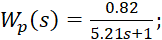 W_p(s) = 0.82 / 5.21s+1 ;